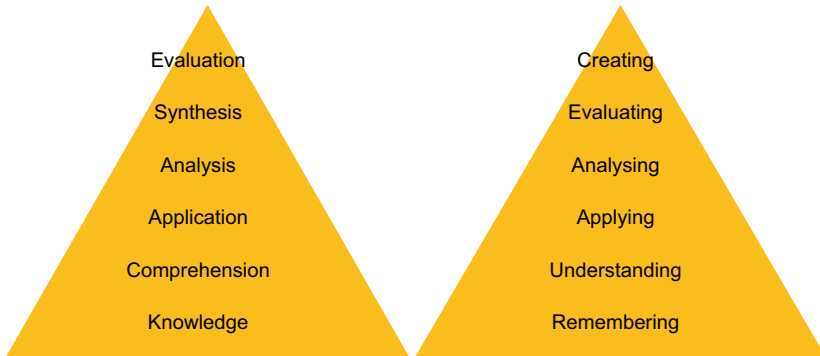 Evaluation
Synthesis
Analysis
Application
Comprehension
Knowledge
Creating
Evaluating
Analysing
Applying
Understanding
Remembering